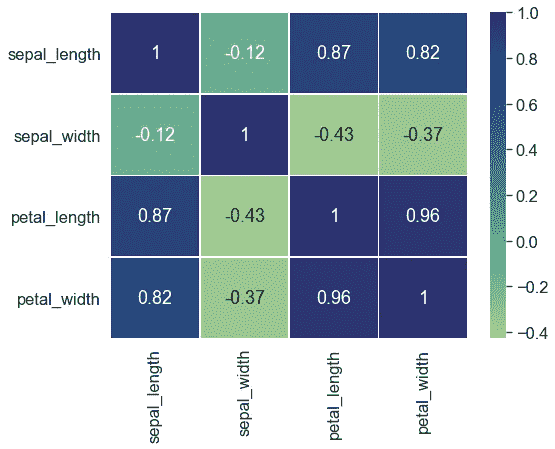 sepal_length 1 -0.12 0.87 0.82
sepal_width -0.12 1 -0.43 -0.37
petal_length 0.87 -0.43 1 0.96
petal_width 0.82 -0.37 0.96 1
sepal_length sepal_width petal_length petal_width
1.0
0.8
0.6
0.4
0.2
0.0
−0.2
−0.4